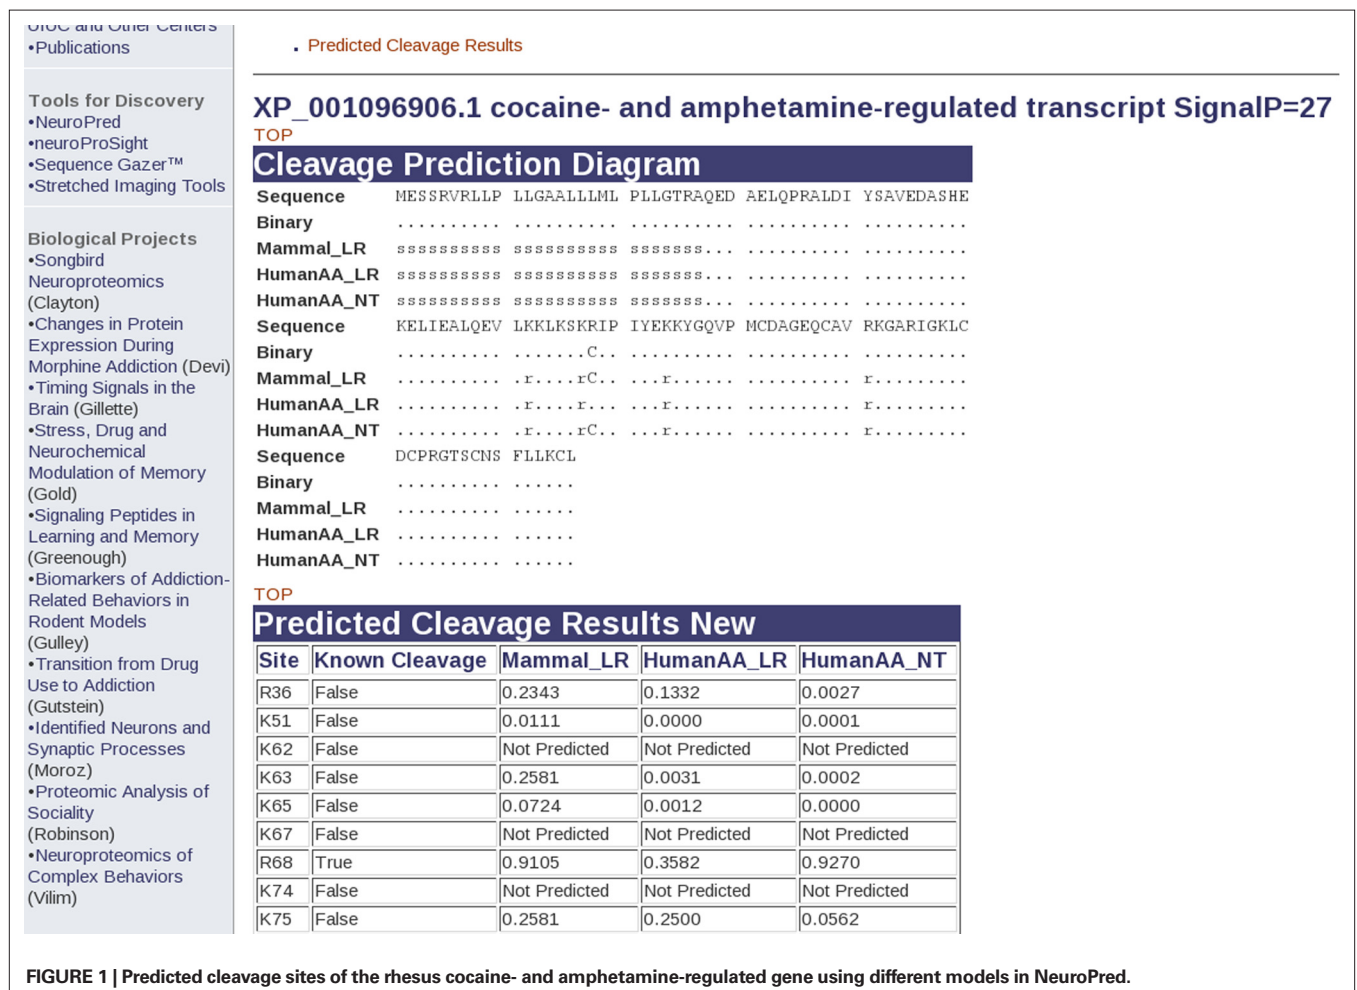 •Publications
Tools for Discovery
•NeuroPred
•neuroProSight
•Sequence Gazer™
•Stretched Imaging Tools
Biological Projects
•Songbird
Neuroproteomics
(Clayton)
•Changes in Protein
Expression During
Morphine Addiction (Devi)
•Timing Signals in the
Brain (Gillette)
•Stress, Drug and
Neurochemical
Modulation of Memory
(Gold)
•Signaling Peptides in
Learning and Memory
(Greenough)
•Biomarkers of Addiction-
Related Behaviors in
Rodent Models
(Gulley)
•Transition from Drug
Use to Addiction
(Gutstein)
•Identified Neurons and
Synaptic Processes
(Moroz)
•Proteomic Analysis of
Sociality
(Robinson)
•Neuroproteomics of
Complex Behaviors
(Vilim)
• Predicted Cleavage Results
XP_001096906.1 cocaine- and amphetamine-regulated transcript SignalP=27
TOP
Cleavage Prediction Diagram
Sequence MESSRVRLLP LLGAALLLML PLLGTRAQED AELQPRALDI YSAVEDASHE
Binary .......... .......... .......... .......... ..........
Mammal_LR ssssssssss ssssssssss sssssss... .......... ..........
HumanAA_LR ssssssssss ssssssssss sssssss... .......... ..........
HumanAA_NT ssssssssss ssssssssss sssssss... .......... ..........
Sequence KELIEALQEV LKKLKSKRIP IYEKKYGQVP MCDAGEQCAV RKGARIGKLC
Binary .......... .......C.. .......... .......... ..........
Mammal_LR .......... .r....rC.. ...r...... .......... r.........
HumanAA_LR .......... .r....r... ...r...... .......... r.........
HumanAA_NT .......... .r....rC.. ...r...... .......... r.........
Sequence DCPRGTSCNS FLLKCL
Binary .......... ......
Mammal_LR .......... ......
HumanAA_LR .......... ......
HumanAA_NT .......... ......
TOP
Predicted Cleavage Results New
Site Known Cleavage Mammal_LR HumanAA_LR HumanAA_NT
R36 False 0.2343 0.1332 0.0027
K51 False 0.0111 0.0000 0.0001
K62 False Not Predicted Not Predicted Not Predicted
K63 False 0.2581 0.0031 0.0002
K65 False 0.0724 0.0012 0.0000
K67 False Not Predicted Not Predicted Not Predicted
R68 True 0.9105 0.3582 0.9270
K74 False Not Predicted Not Predicted Not Predicted
K75 False 0.2581 0.2500 0.0562
FIGURE 1 | Predicted cleavage sites of the rhesus cocaine- and amphetamine-regulated gene using different models in NeuroPred.